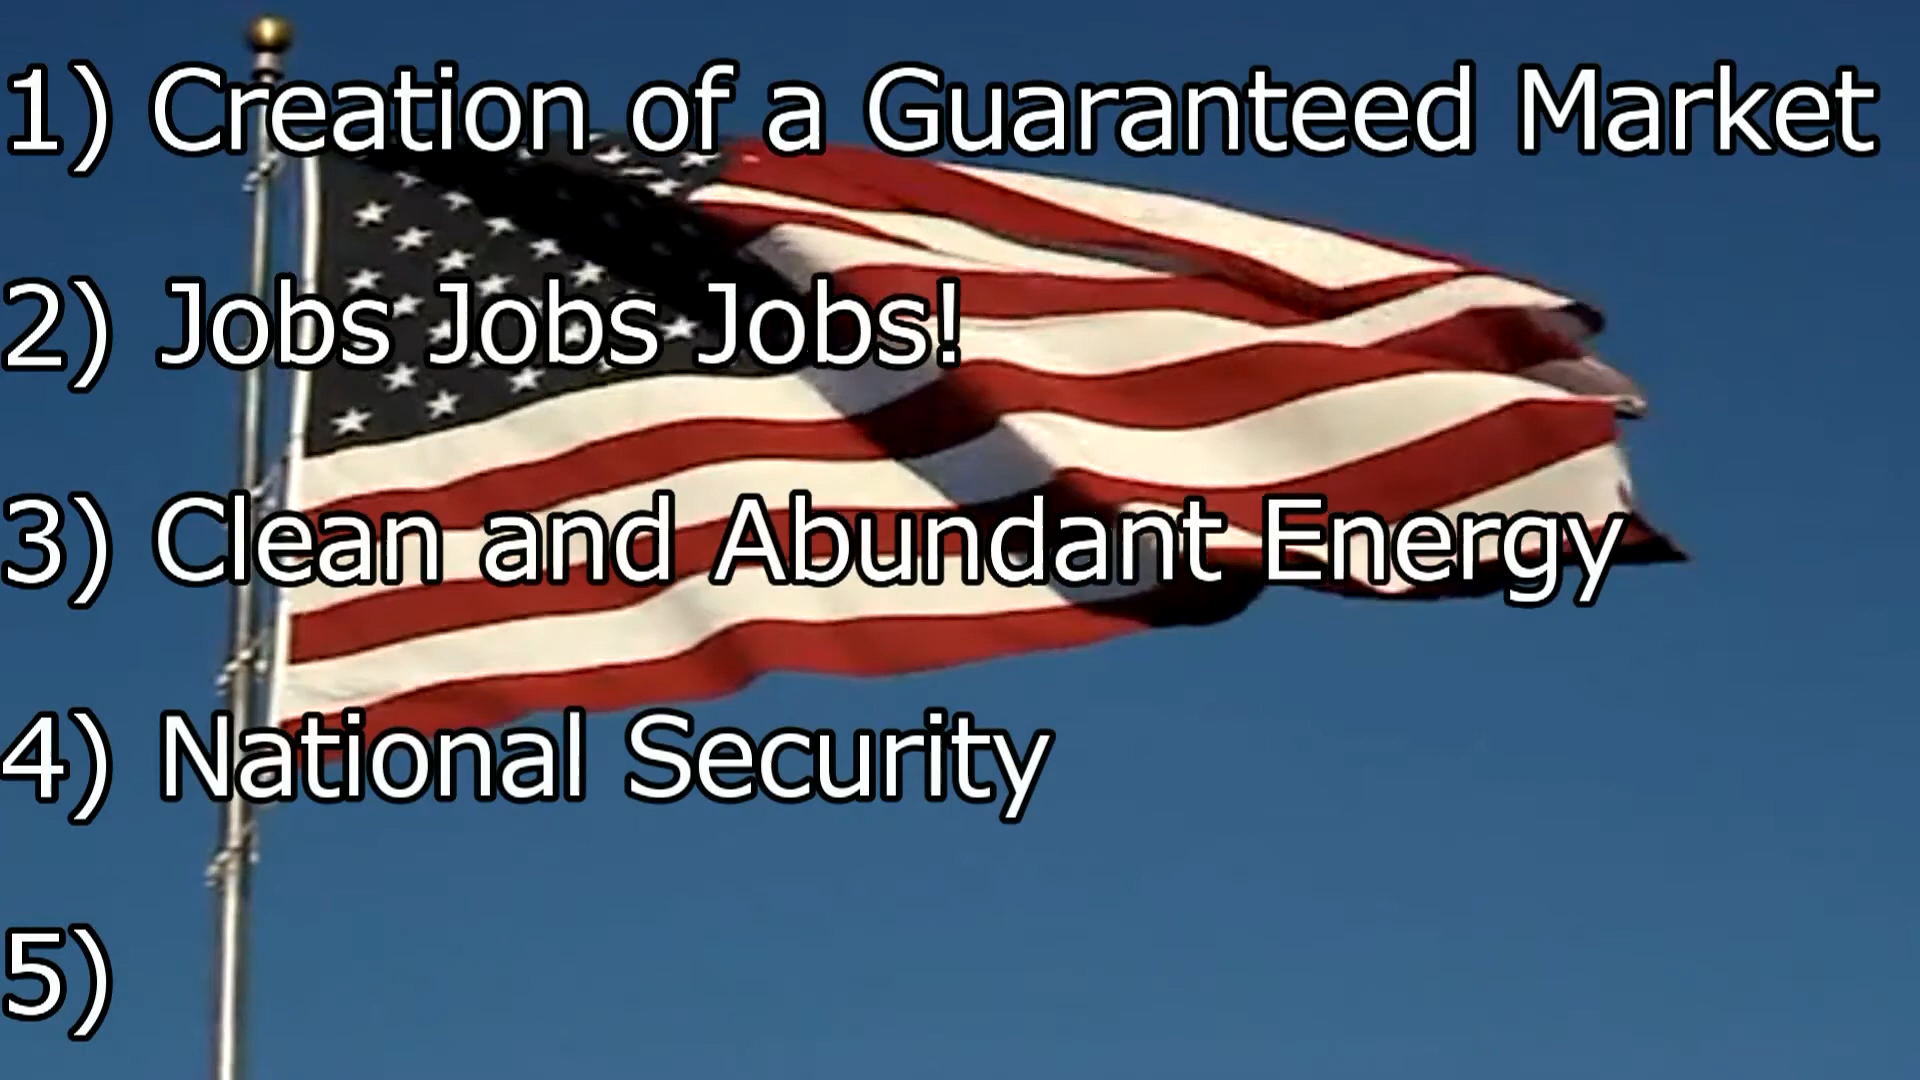 1) Creation of a Guaranteed Market
2) Jobs Jobs Jobs!
3) Clean and Abundant Energy
4) National Security
5)